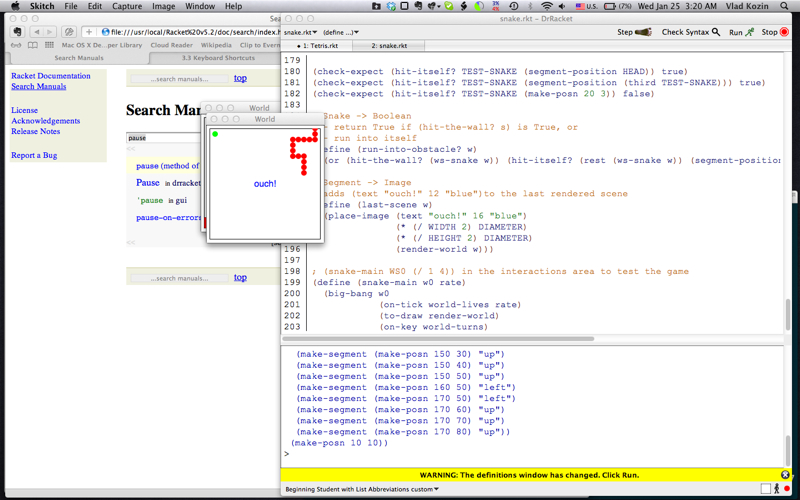 Skitch File Edit Capture Image Window Help
(7%) Wed Jan 25 3:20 AM Vlad Kozin
U.S.
Sea
file:///usr/local/Racket%20v5.2/doc/search/index.h
Mac OS X De...per Library Cloud Reader Wikipedia Clip to Evern
Search Manuals 3.3 Keyboard Shortcuts
Racket Documentation
Search Manuals
License
Acknowledgements
Release Notes
Report a Bug
...search manuals... top
Search Man
pause
<<
pause (method of
Pause in drracket
'pause in gui
pause-on-error
<<
...search manuals... top
World
World
ouch!
snake.rkt - DrRacket
snake.rkt▾ (define ...)▾ Step Check Syntax Run Stop
• 1: Tetris.rkt 2: snake.rkt
179
180 (check-expect (hit-itself? TEST-SNAKE (segment-position HEAD)) true)
181 (check-expect (hit-itself? TEST-SNAKE (segment-position (third TEST-SNAKE))) true)
182 (check-expect (hit-itself? TEST-SNAKE (make-posn 20 3)) false)
183
Snake -> Boolean
return True if (hit-the-wall? s) is True, or
run into itself
efine (run-into-obstacle? w)
(or (hit-the-wall? (ws-snake w)) (hit-itself? (rest (ws-snake w)) (segment-position
Segment -> Image
adds (text "ouch!" 12 "blue")to the last rendered scene
efine (last-scene w)
(place-image (text "ouch!" 16 "blue")
(* (/ WIDTH 2) DIAMETER)
(* (/ HEIGHT 2) DIAMETER)
196 (render-world w)))
197
198 ; (snake-main WS0 (/ 1 4)) in the interactions area to test the game
199 (define (snake-main w0 rate)
200 (big-bang w0
201 (on-tick world-lives rate)
202 (to-draw render-world)
203 (on-key world-turns)
(make-segment (make-posn 150 30) "up")
(make-segment (make-posn 150 40) "up")
(make-segment (make-posn 150 50) "up")
(make-segment (make-posn 160 50) "left")
(make-segment (make-posn 170 50) "left")
(make-segment (make-posn 170 60) "up")
(make-segment (make-posn 170 70) "up")
(make-segment (make-posn 170 80) "up"))
(make-posn 10 10))
>
WARNING: The definitions window has changed. Click Run.
Beginning Student with List Abbreviations custom▾